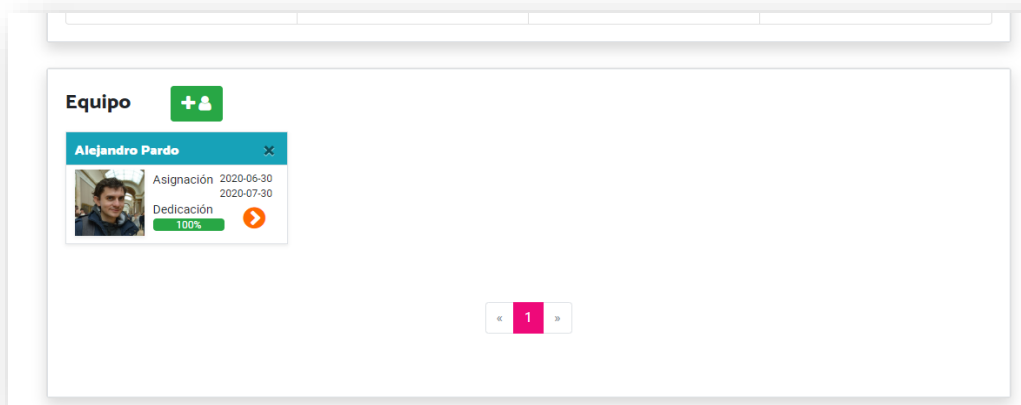 Equipo
Alejandro Pardo ×
Asignación 2020-06-30
2020-07-30
Dedicación
100%
« 1 »